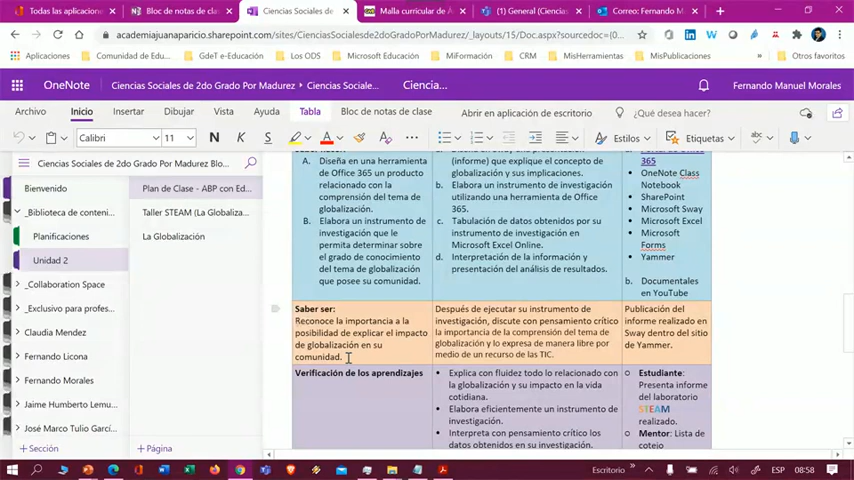 Todas las aplicaciones
Bloc de notas de clas
Ciencias Sociales de
Malla curricular de
(1) General (Ciencias
Correo: Fernando M
academiajuanaparicio.sharepoint.com/sites/CienciasSocialesde2doGradoPorMadurez/_layouts/15/Doc.aspx?sourcedoc={0...
Comunidad de Edu...
GdeT e-Educación
Los ODS
Microsoft Educación
MiFormación
CRM
MisHerramientas
MisPublicaciones
Otros favoritos
OneNote
Ciencias Sociales de 2do Grado Por Madurez › Ciencias Sociale...
Ciencia...
Fernando Manuel Morales
Archivo
Inicio
Insertar
Dibujar
Vista
Ayuda
Tabla
Bloc de notas de clase
Abrir en aplicación de escritorio
¿Qué desea hacer?
Calibri
11
N
K
A
Estilos
Etiquetas
abc
Ciencias Sociales de 2do Grado Por Madurez Blo...
Bienvenido
_Biblioteca de conteni...
Planificaciones
Unidad 2
_Collaboration Space
_Exclusivo para profes...
Claudia Mendez
Fernando Licona
Fernando Morales
Jaime Humberto Lemu...
José Marco Tulio Garcí...
Sección
Plan de Clase - ABP con Ed...
Taller STEAM (La Globaliza...
La Globalización
Página
A. Diseña en una herramienta
de Office 365 un producto
relacionado con la
comprensión del tema de
globalización.
B. Elabora un instrumento de
investigación que le
permita determinar sobre
el grado de conocimiento
del tema de globalización
que posee su comunidad.
(informe) que explique el concepto de
globalización y sus implicaciones.
b. Elabora un instrumento de investigación
utilizando una herramienta de Office
365.
c. Tabulación de datos obtenidos por su
instrumento de investigación en
Microsoft Excel Online.
d. Interpretación de la información y
presentación del análisis de resultados.
365
OneNote Class
Notebook
SharePoint
Microsoft Sway
Microsoft Excel
Microsoft
Forms
Yammer
b. Documentales
en YouTube
Saber ser:
Reconoce la importancia a la
posibilidad de explicar el impacto
de globalización en su
comunidad.
Después de ejecutar su instrumento de
investigación, discute con pensamiento crítico
la importancia de la comprensión del tema de
globalización y lo expresa de manera libre por
medio de un recurso de las TIC.
Publicación del
informe realizado en
Sway dentro del sitio
de Yammer.
Verificación de los aprendizajes
Explica con fluidez todo lo relacionado con
la globalización y su impacto en la vida
cotidiana.
Elabora eficientemente un instrumento de
investigación.
Interpreta con pensamiento crítico los
datos obtenidos en su investigación.
Estudiante:
Presenta informe
del laboratorio
STEAM
realizado.
Mentor: Lista de
cotejo
Escritorio
ESP
08:58